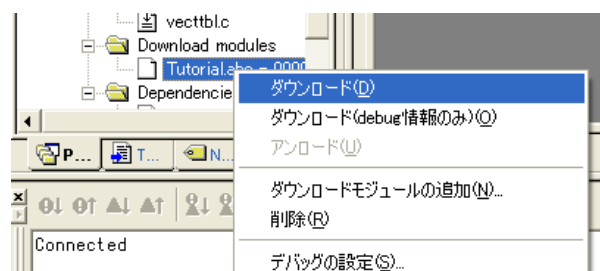 vecttbl.c
Download modules
Tutorial.abs - 0000
Dependencie
ダウンロード(D)
ダウンロード(debug情報のみ)(O)
アンロード(U)
ダウンロードモジュールの追加(N)...
削除(R)
デバッグの設定(S)...
P...
T...
N...
Connected